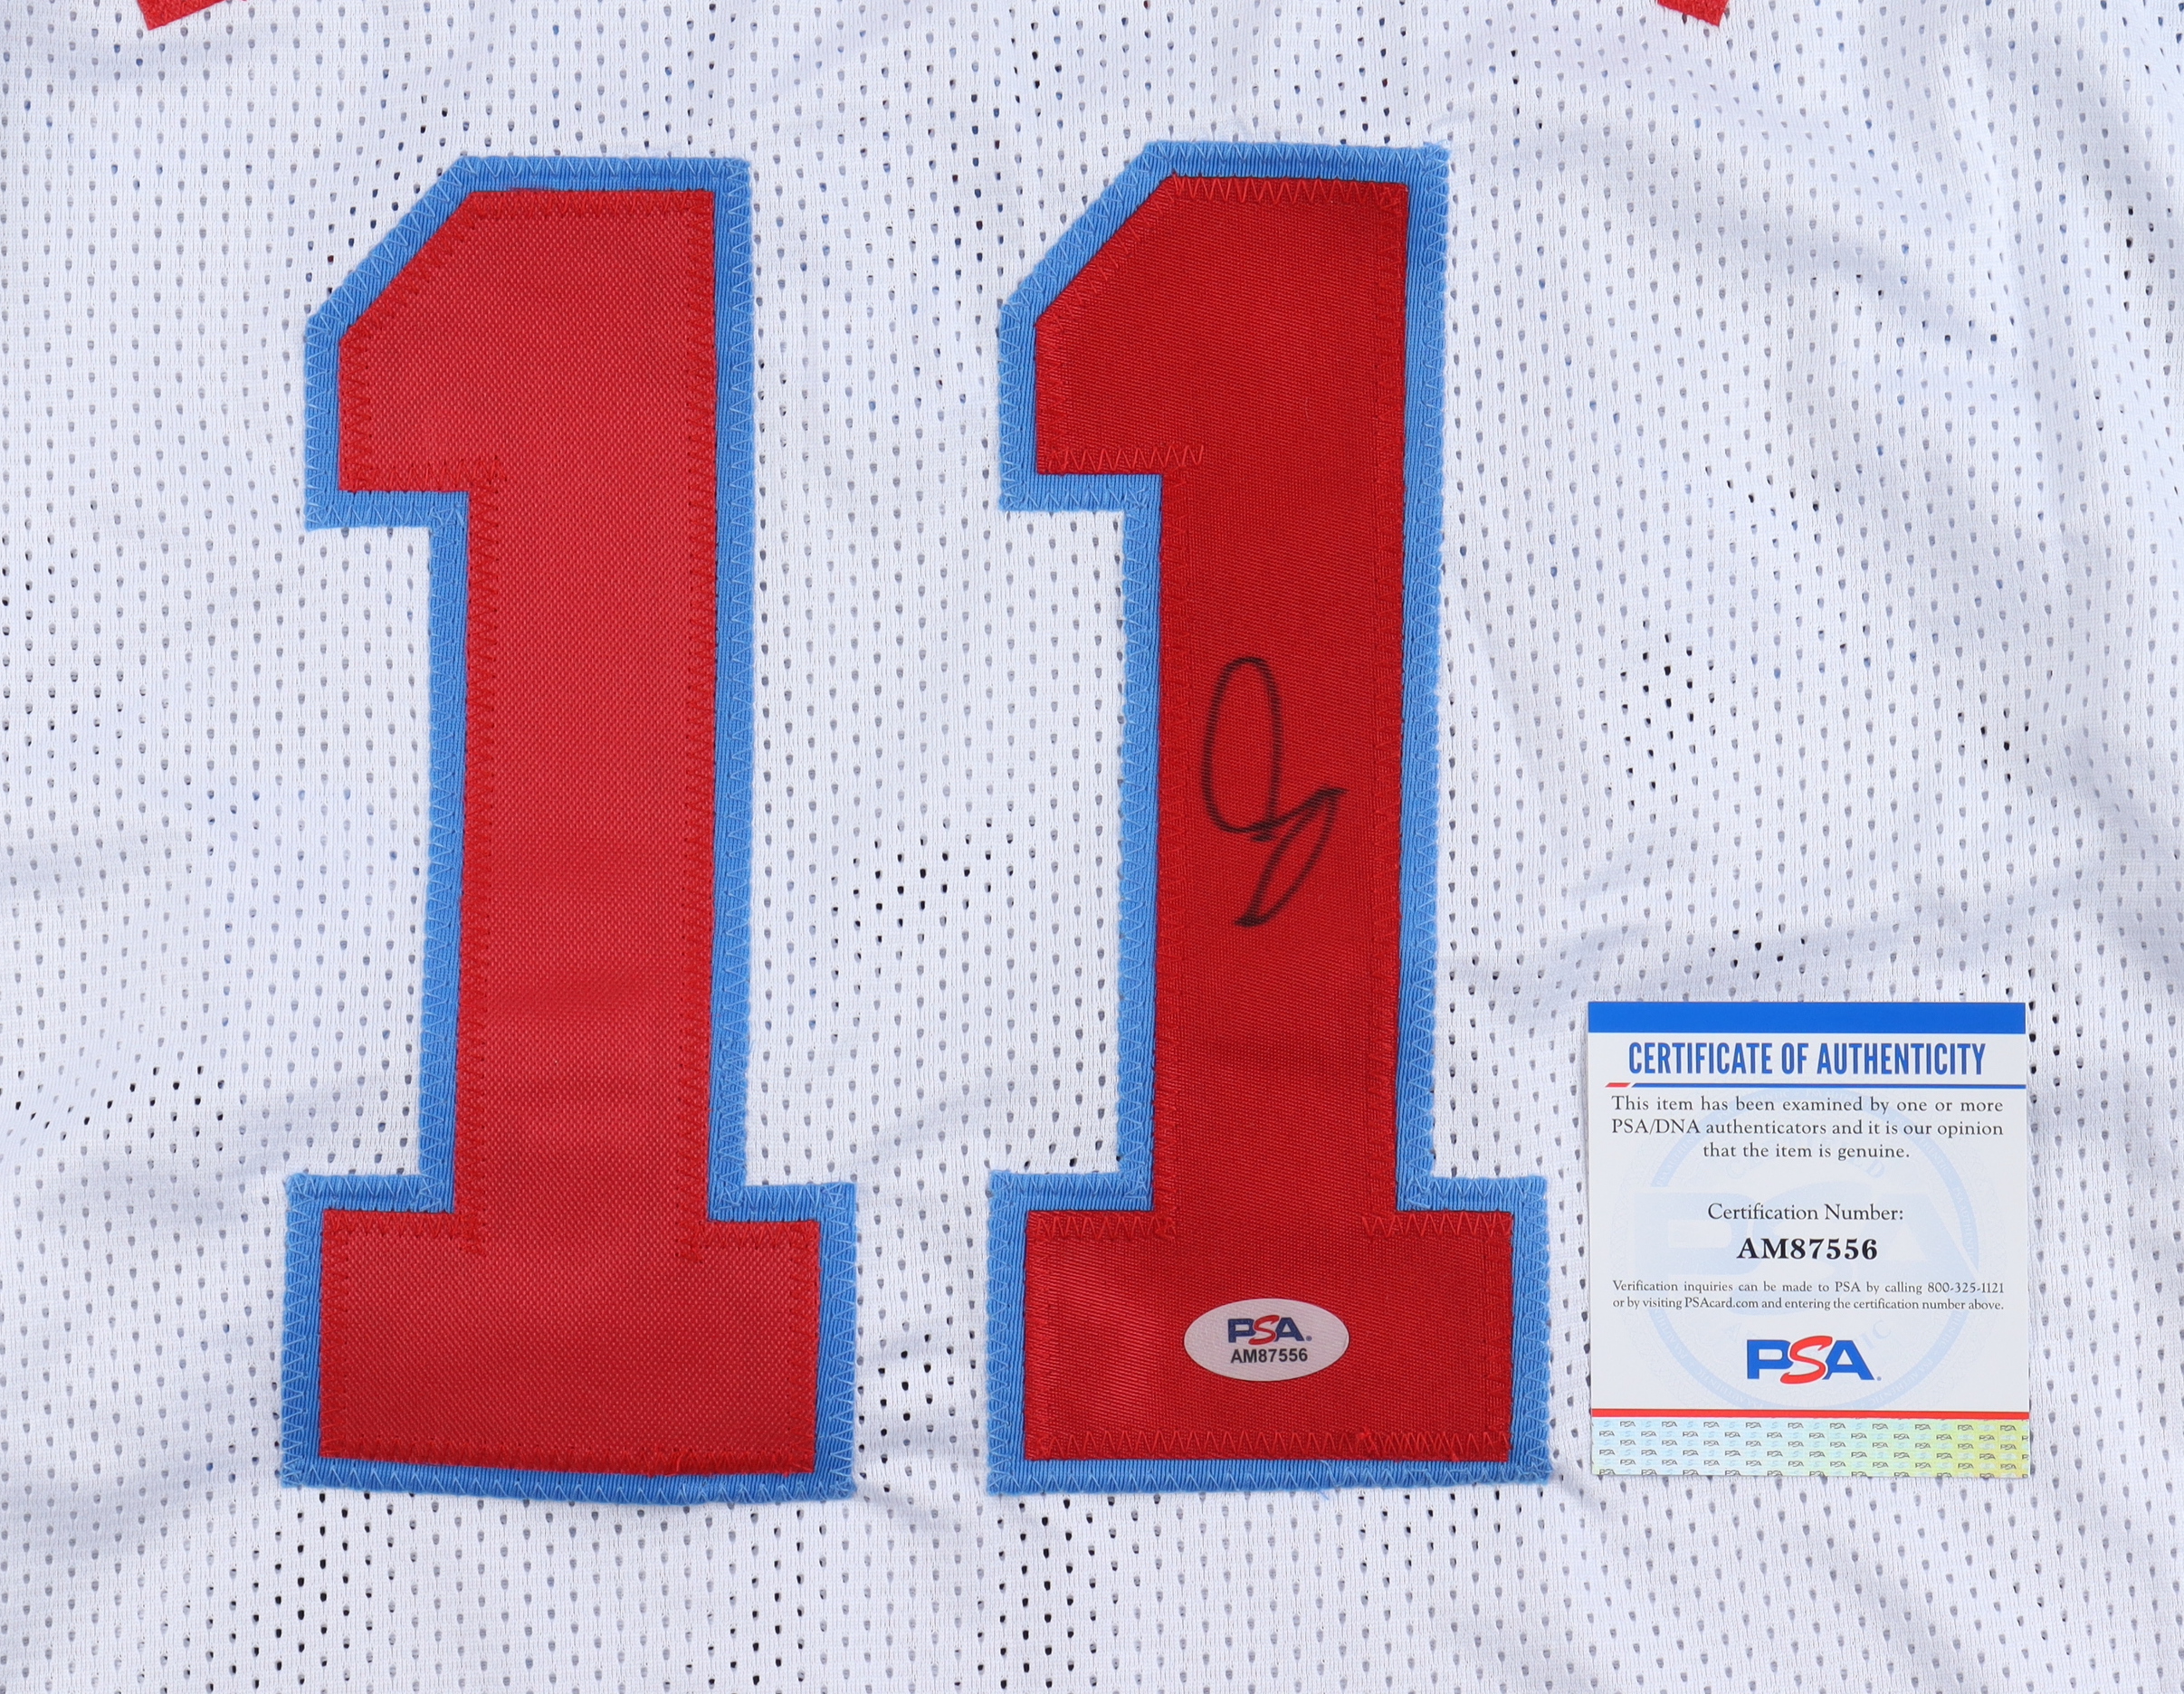 11
PSA
AM87556
CERTIFICATE OF AUTHENTICITY
This item has been examined by one or more
PSA/DNA authenticators and it is our opinion
that the item is genuine.
Certification Number:
AM87556
Verification inquiries can be made to PSA by calling 800-325-1121
or by visiting PSAcard.com and entering the certification number above.
PSA